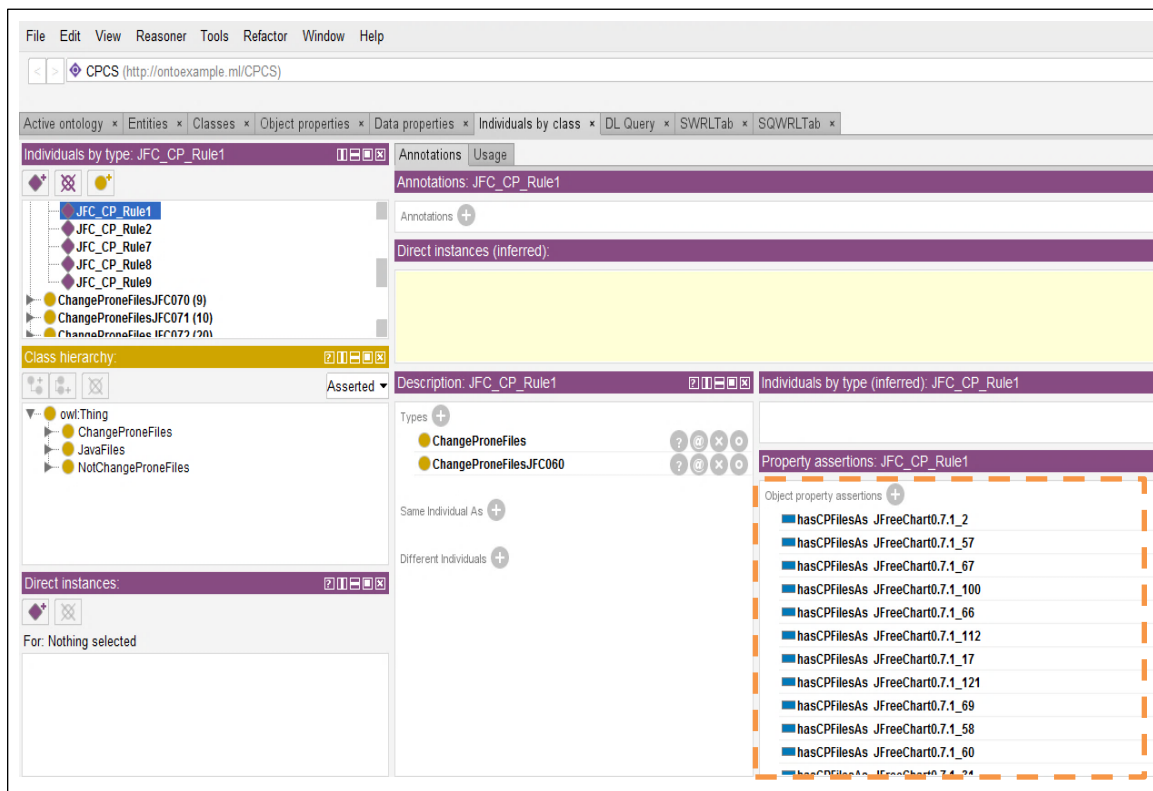 File Edit View Reasoner Tools Refactor Window Help
< > CPCS (http://ontoexample.ml/CPCS)
Active ontology × Entities × Classes × Object properties × Data properties × Individuals by class × DL Query × SWRLTab × SQWRLTab ×
Individuals by type: JFC_CP_Rule1
JFC_CP_Rule1
JFC_CP_Rule2
JFC_CP_Rule7
JFC_CP_Rule8
JFC_CP_Rule9
ChangeProneFilesJFC070 (9)
ChangeProneFilesJFC071 (10)
ChangeProneFilesJFC072 (20)
Class hierarchy:
Asserted
owl:Thing
ChangeProneFiles
JavaFiles
NotChangeProneFiles
Direct instances:
For: Nothing selected
Annotations Usage
Annotations: JFC_CP_Rule1
Annotations
Direct instances (inferred):
Description: JFC_CP_Rule1
Types
ChangeProneFiles
ChangeProneFilesJFC060
Same Individual As
Different Individuals
Individuals by type (inferred): JFC_CP_Rule1
Property assertions: JFC_CP_Rule1
Object property assertions
hasCPFilesAs JFreeChart0.7.1_2
hasCPFilesAs JFreeChart0.7.1_57
hasCPFilesAs JFreeChart0.7.1_67
hasCPFilesAs JFreeChart0.7.1_100
hasCPFilesAs JFreeChart0.7.1_66
hasCPFilesAs JFreeChart0.7.1_112
hasCPFilesAs JFreeChart0.7.1_17
hasCPFilesAs JFreeChart0.7.1_121
hasCPFilesAs JFreeChart0.7.1_69
hasCPFilesAs JFreeChart0.7.1_58
hasCPFilesAs JFreeChart0.7.1_60
hasCPFilesAs